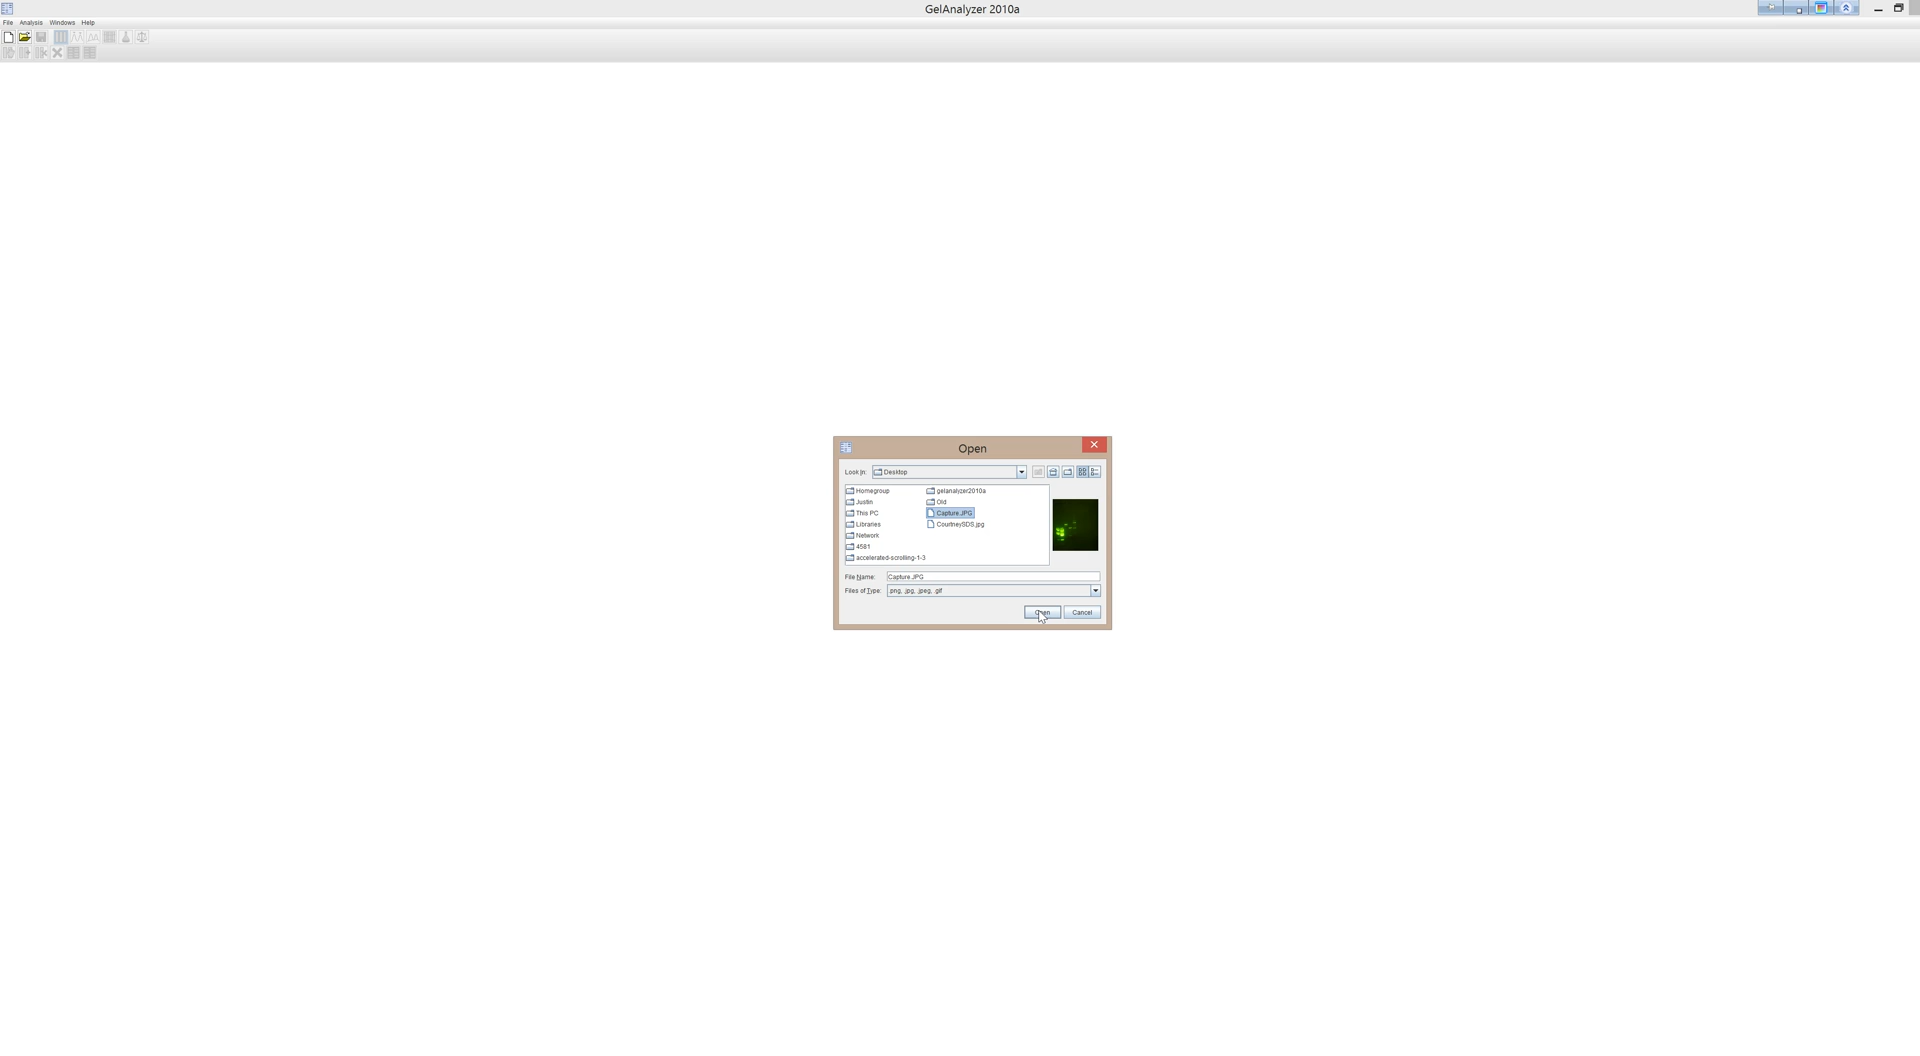 GelAnalyzer 2010a
File Analysis Windows Help
Open
Look In: Desktop
Homegroup gelanalyzer2010a
Justin Old
This PC Capture.JPG
Libraries CourtneySDS.jpg
Network
4581
accelerated-scrolling-1-3
File Name: Capture.JPG
Files of Type: .png, .jpg, .jpeg, .gif
Open Cancel